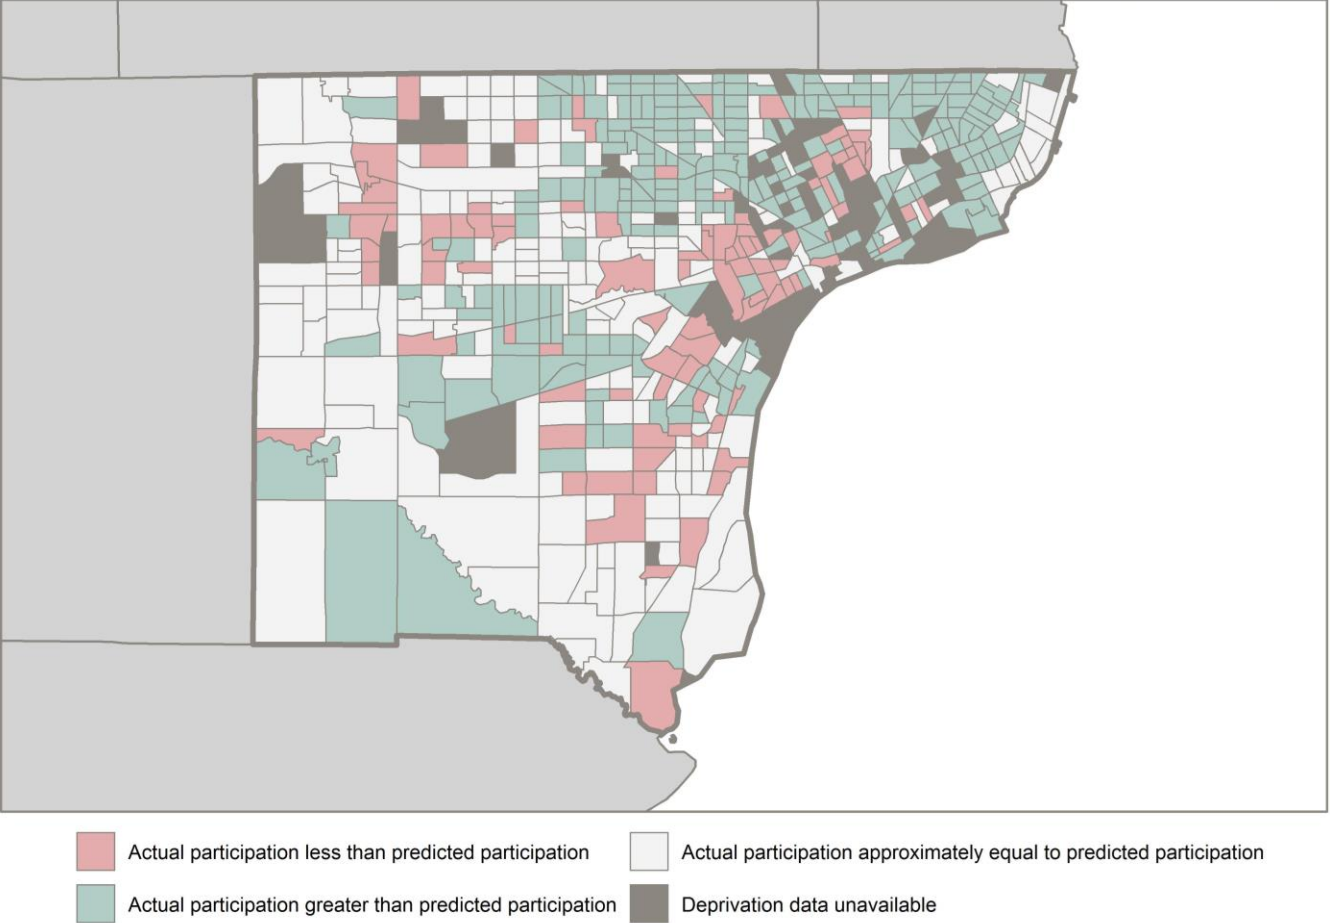 Actual participation less than predicted participation
Actual participation approximately equal to predicted participation
Actual participation greater than predicted participation
Deprivation data unavailable